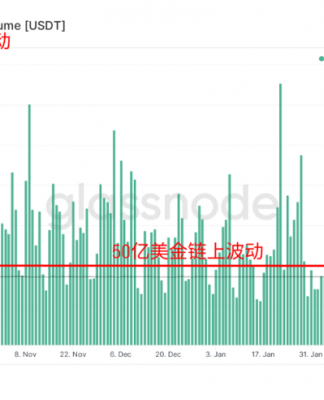 ume [USDT]
动
glassnode
50亿美金链上波动
8. Nov 22. Nov 6. Dec 20. Dec 3. Jan 17. Jan 31. Jan